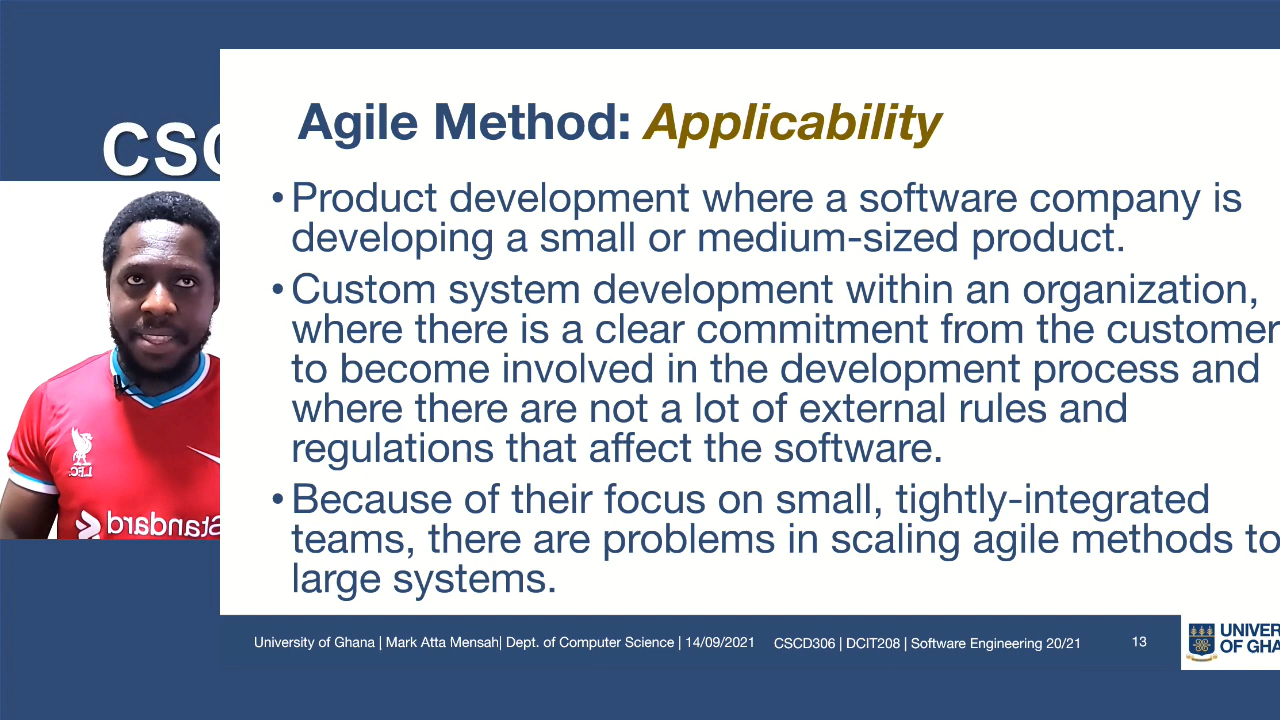 CSC
Agile Method: Applicability
• Product development where a software company is
developing a small or medium-sized product.
• Custom system development within an organization,
where there is a clear commitment from the customer
to become involved in the development process and
where there are not a lot of external rules and
regulations that affect the software.
• Because of their focus on small, tightly-integrated
teams, there are problems in scaling agile methods to
large systems.
L.F.C.
Standard
University of Ghana | Mark Atta Mensah| Dept. of Computer Science | 14/09/2021 CSCD306 | DCIT208 | Software Engineering 20/21 13
UNIVER
OF GHA